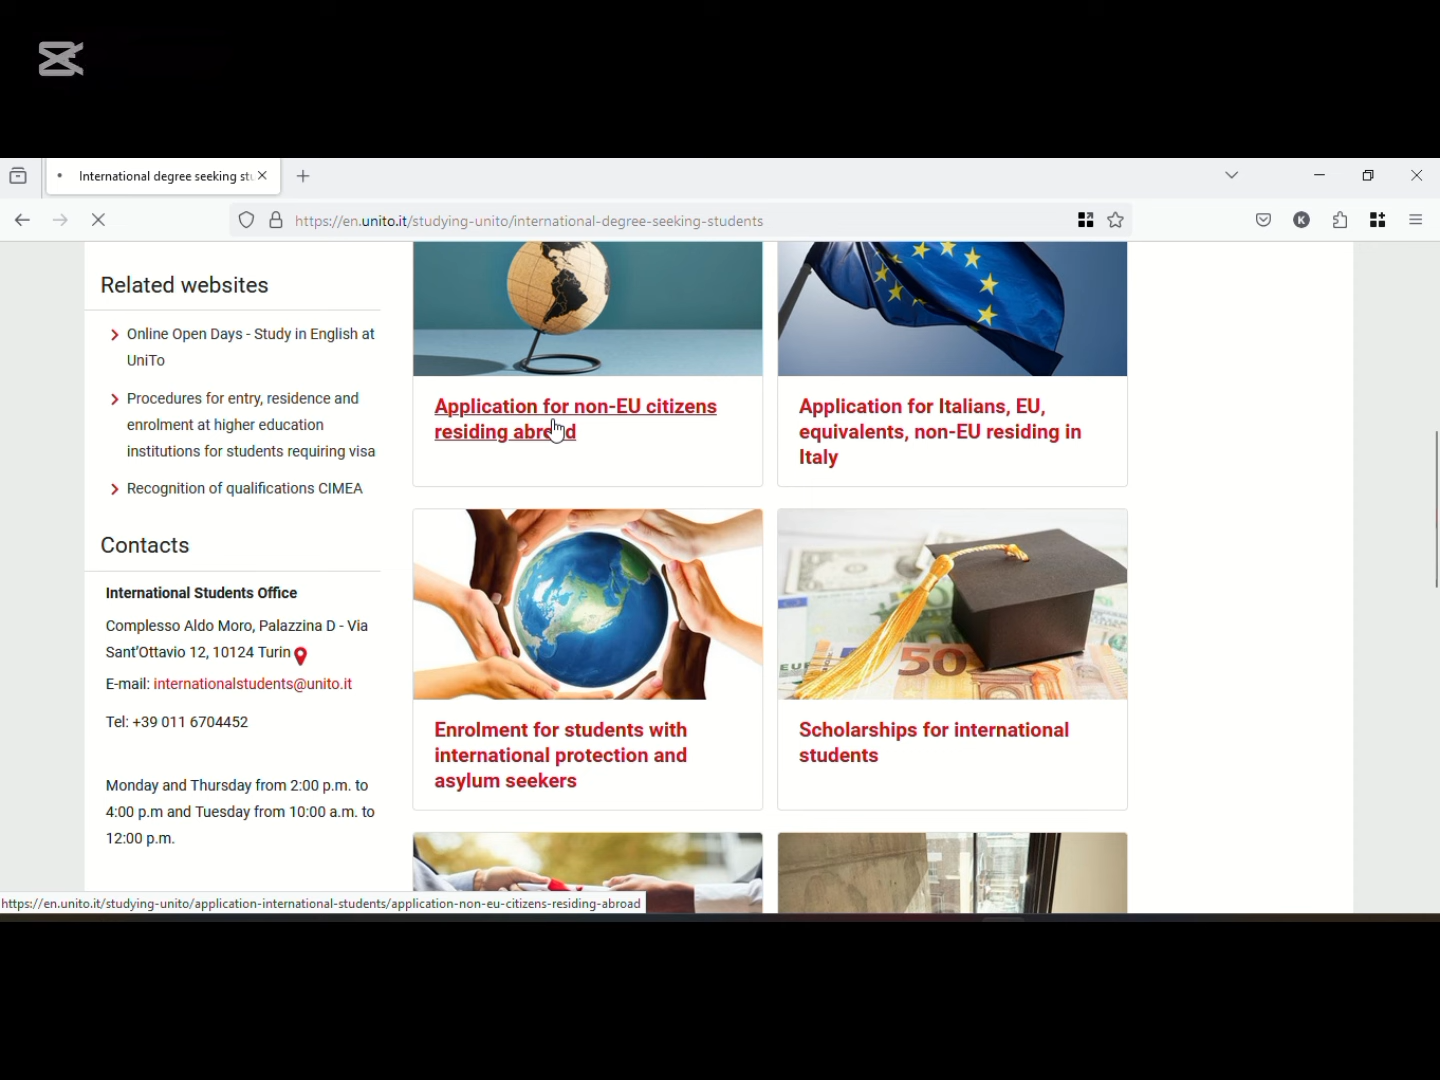 International degree seeking stu
https://en.unito.it/studying-unito/international-degree-seeking-students
K
Related websites
Online Open Days - Study in English at
UniTo
Procedures for entry, residence and
enrolment at higher education
institutions for students requiring visa
Recognition of qualifications CIMEA
Contacts
International Students Office
Complesso Aldo Moro, Palazzina D - Via
Sant'Ottavio 12, 10124 Turin
E-mail: internationalstudents@unito.it
Tel: +39 011 6704452
Monday and Thursday from 2:00 p.m. to
4:00 p.m and Tuesday from 10:00 a.m. to
12:00 p.m.
Application for non-EU citizens
residing abroad
Application for Italians, EU,
equivalents, non-EU residing in
Italy
50
Enrolment for students with
international protection and
asylum seekers
Scholarships for international
students
https://en.unito.it/studying-unito/application-international-students/application-non-eu-citizens-residing-abroad